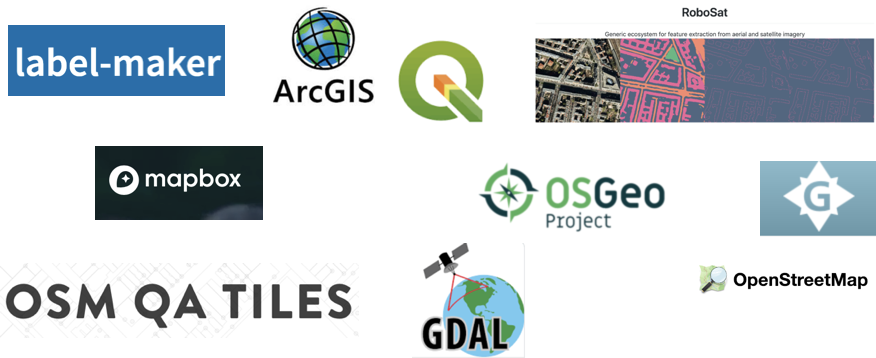 RoboSat
Generic ecosystem for feature extraction from aerial and satellite imagery
label-maker
ArcGIS
Q
mapbox
OSGeo
Project
G
OpenStreetMap
OSM QA TILES
GDAL